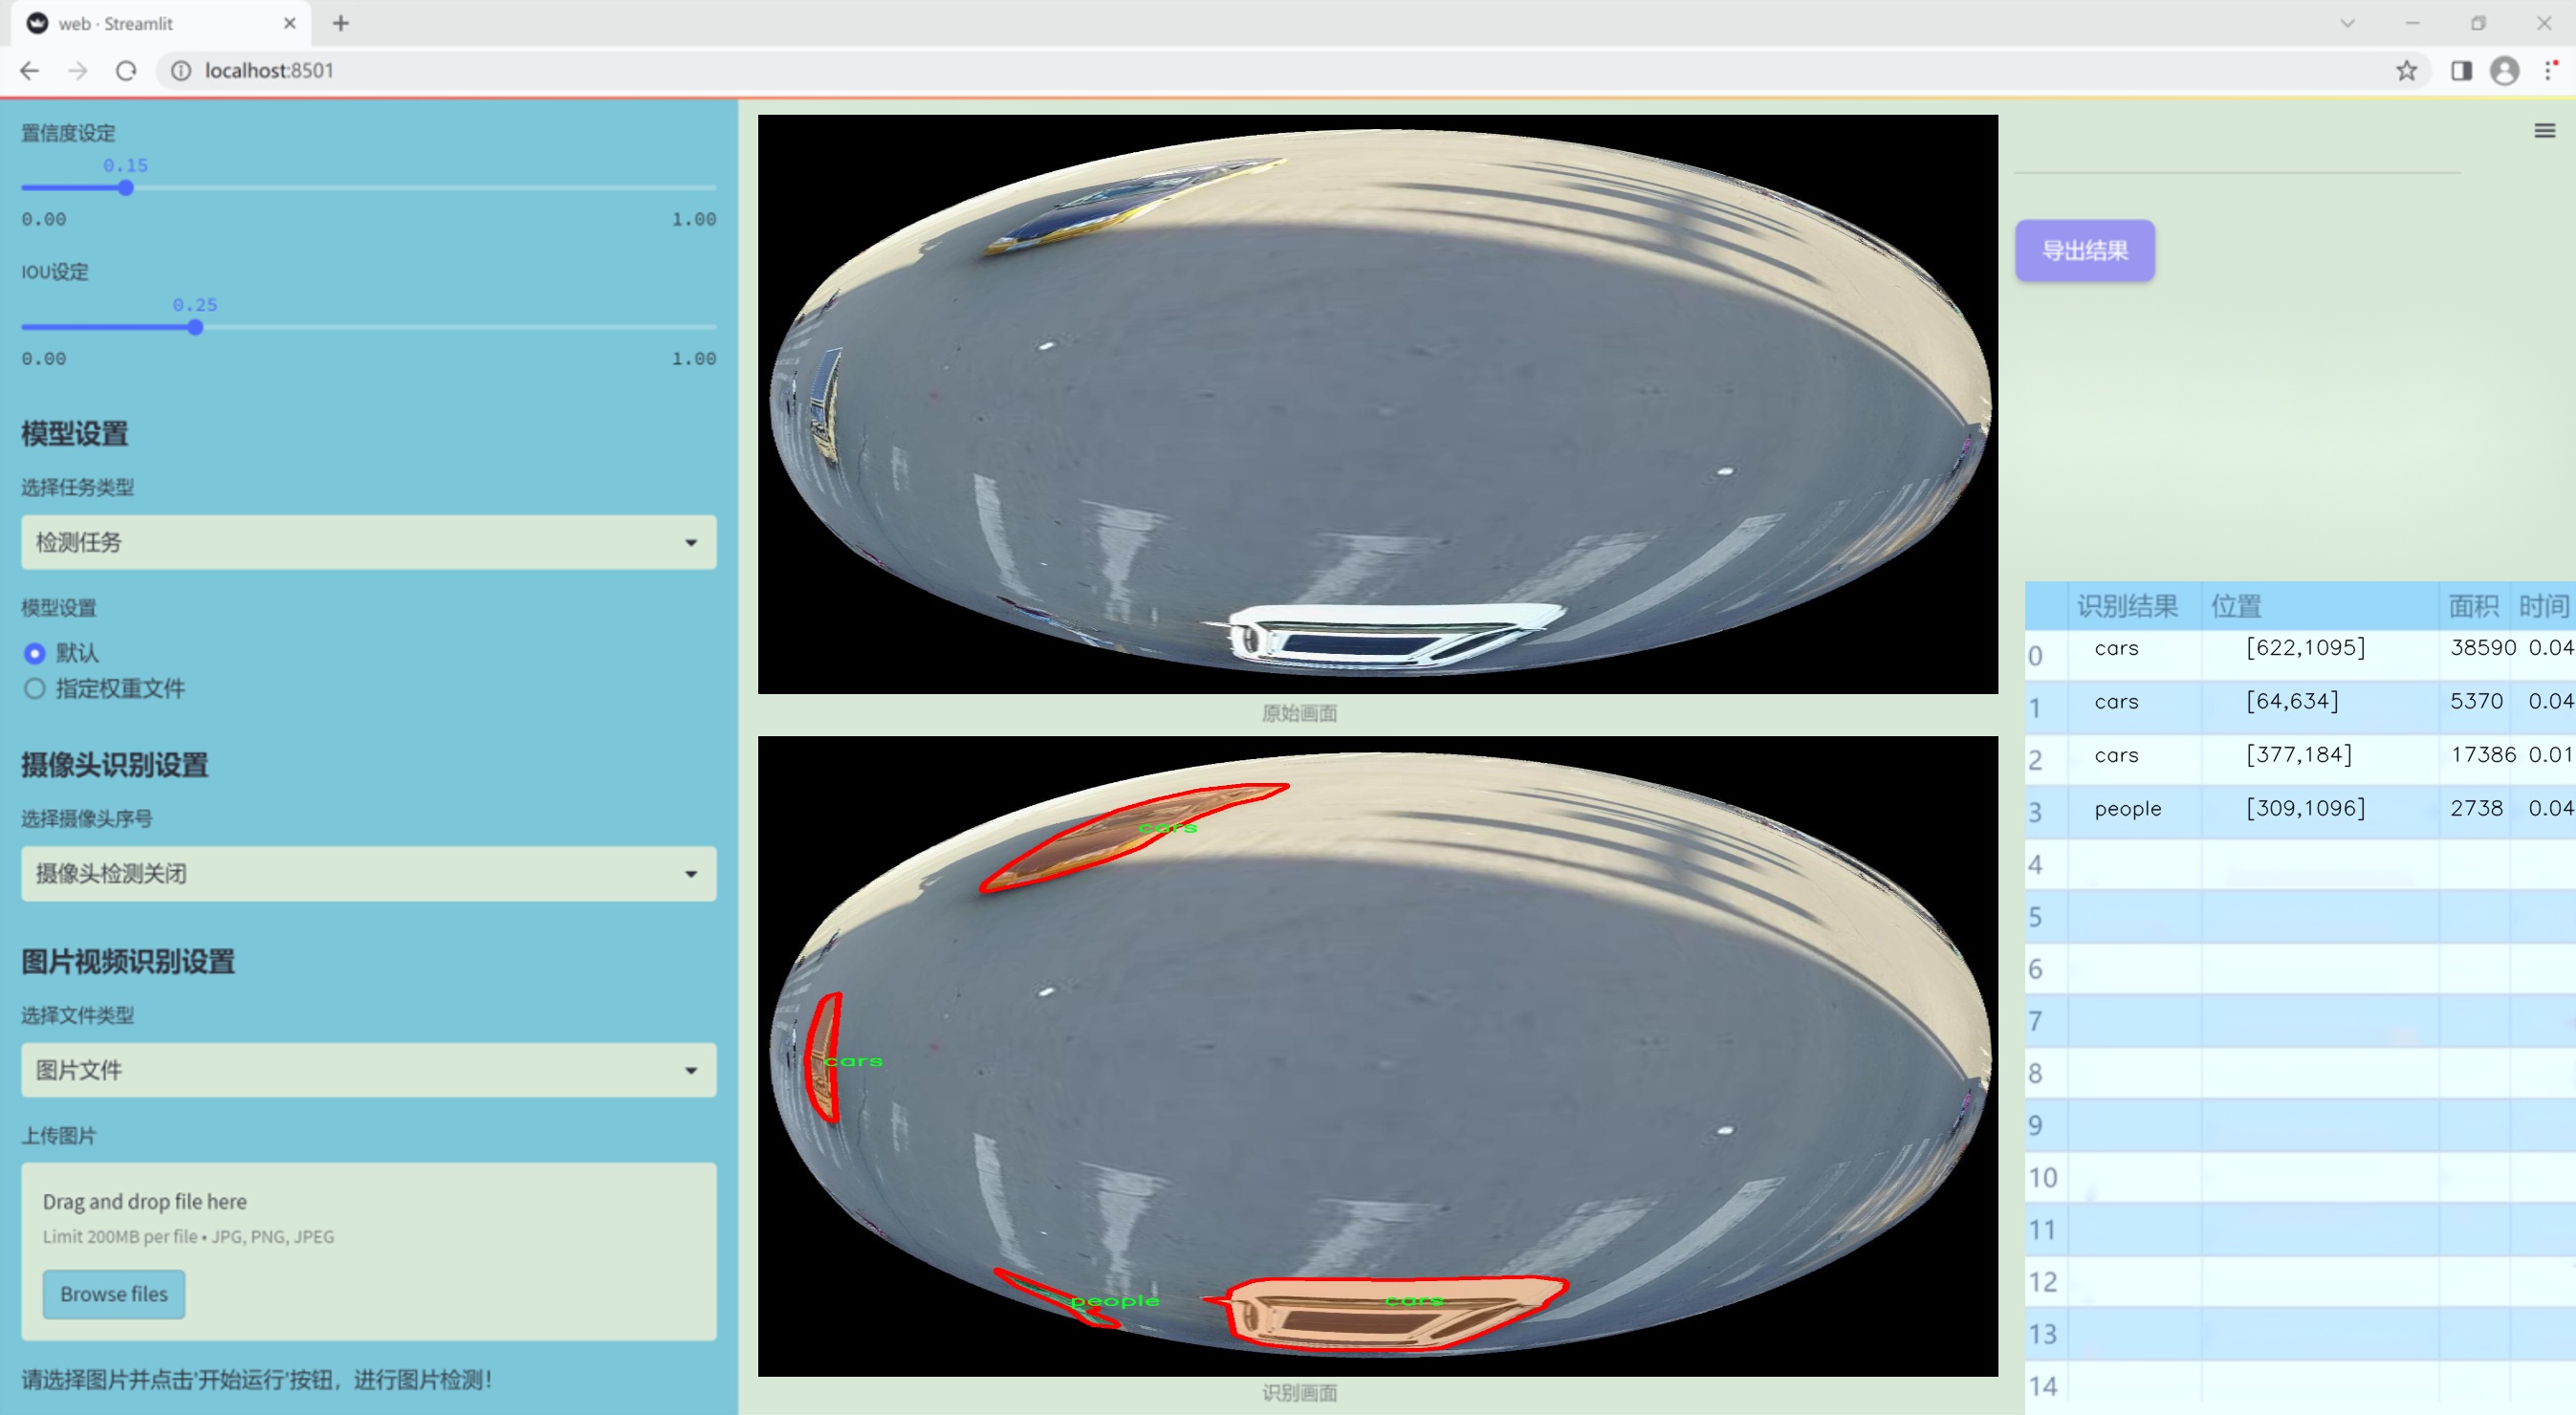 web · Streamlit
localhost:8501
置信度设定
0.15
0.00 1.00
IOU设定
0.25
0.00 1.00
模型设置
选择任务类型
检测任务
模型设置
默认
指定权重文件
摄像头识别设置
选择摄像头序号
摄像头检测关闭
图片视频识别设置
选择文件类型
图片文件
上传图片
Drag and drop file here
Limit 200MB per file • JPG, PNG, JPEG
Browse files
请选择图片并点击'开始运行'按钮，进行图片检测!
原始画面
cars
cars
people
cars
识别画面
导出结果
识别结果 位置 面积 时间
0 cars [622,1095] 38590 0.04
1 cars [64,634] 5370 0.04
2 cars [377,184] 17386 0.01
3 people [309,1096] 2738 0.04
4
5
6
7
8
9
10
11
12
13
14